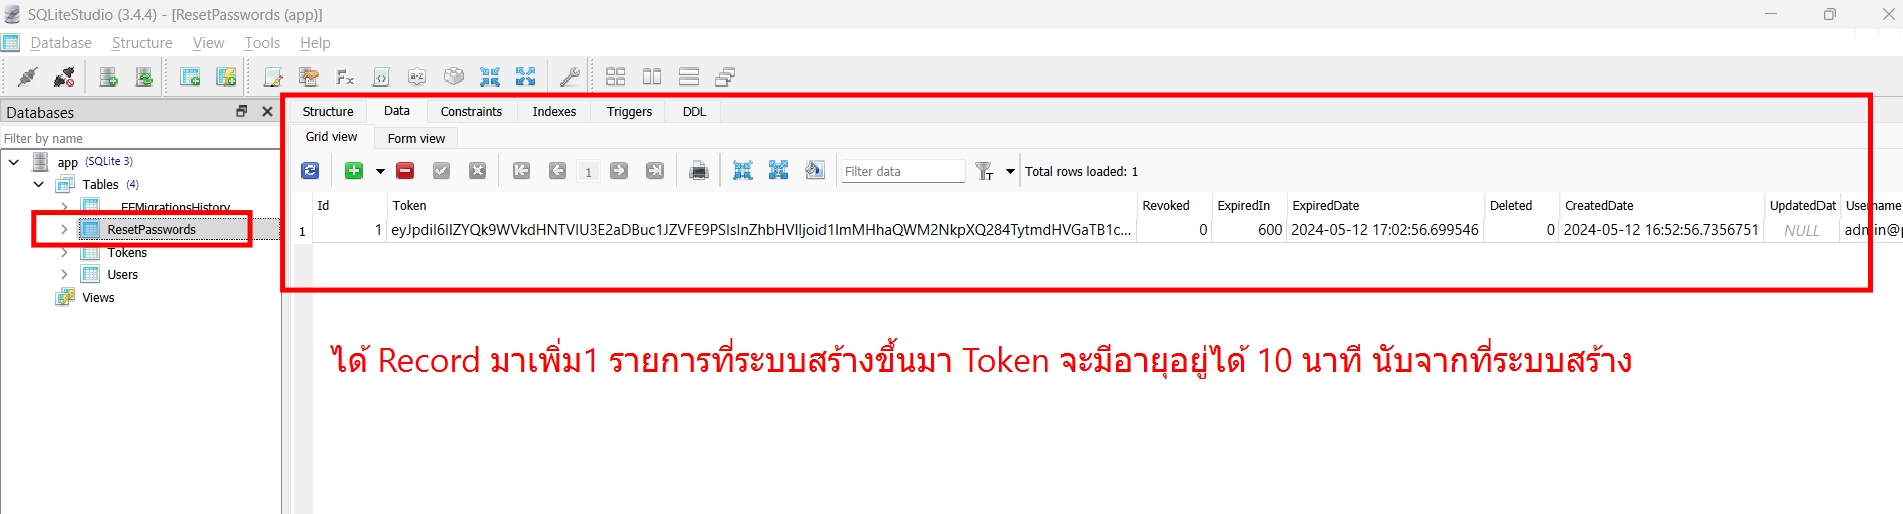 SQLiteStudio (3.4.4) - [ResetPasswords (app)]
Database Structure View Tools Help
Databases
Structure Data Constraints Indexes Triggers DDL
Filter by name
Grid view Form view
app (SQLite 3)
1 Filter data Total rows loaded: 1
Tables (4)
Id Token Revoked ExpiredIn ExpiredDate Deleted CreatedDate UpdatedDat Username
EFMigrationsHistory
ResetPasswords
1 1 600 2024-05-12 17:02:56.699546 0 2024-05-12 16:52:56.7356751 NULL
Tokens
Users
Views
ได้ Record มาเพิ่ม1 รายการที่ระบบสร้างขึ้นมา Token จะมีอายุอยู่ได้ 10 นาที นับจากที่ระบบสร้าง